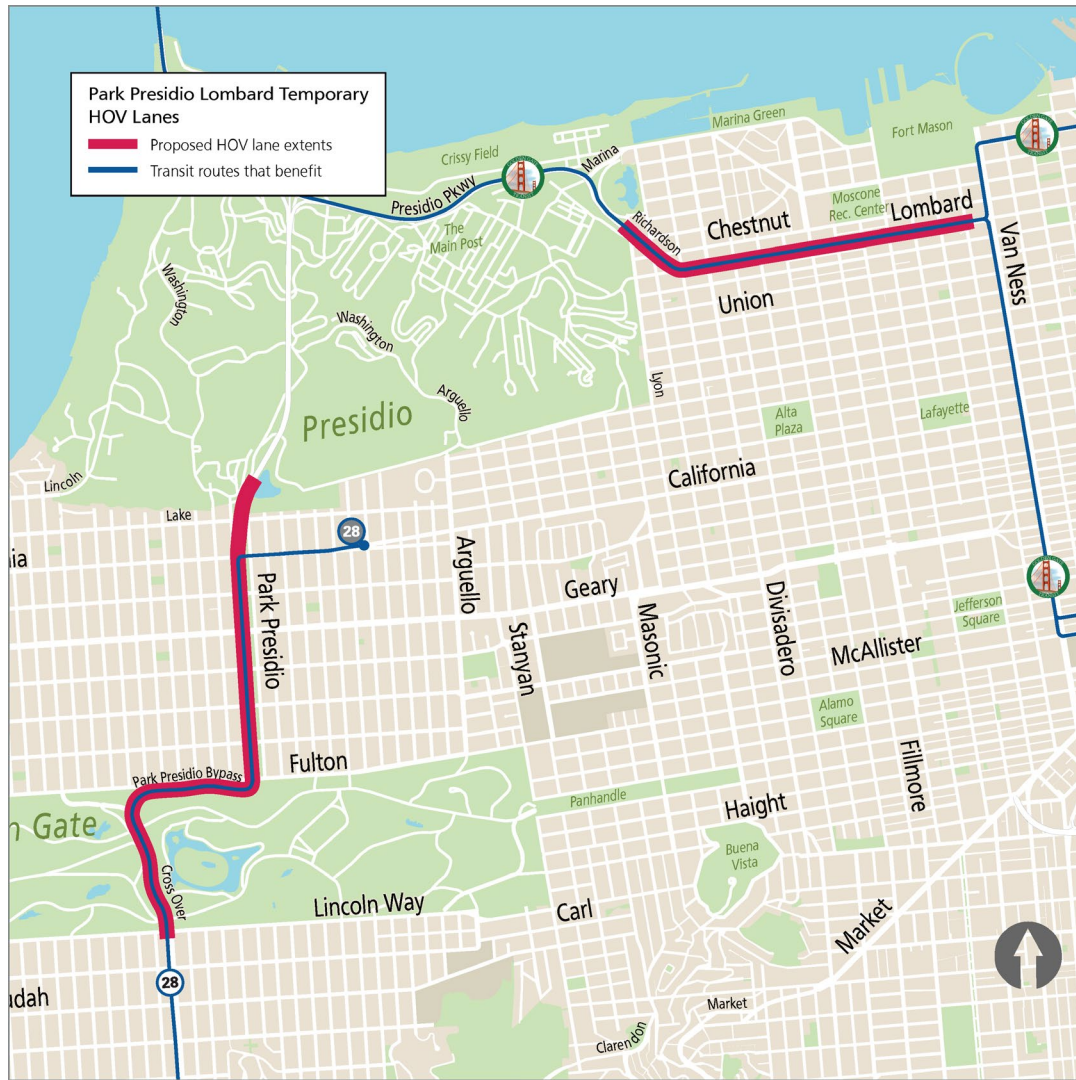 Park Presidio Lombard Temporary
HOV Lanes
Proposed HOV lane extents
Transit routes that benefit
Marina Green
Fort Mason
Crissy Field
Marina
Presidio Pkwy
The
Main Post
Richardson
Chestnut
Moscone
Rec. Center
Lombard
Van Ness
Union
Washington
Washington
Arguello
Lyon
Presidio
Alta
Plaza
Lafayette
California
Lincoln
Lake
28
nia
Arguello
Geary
Park Presidio
Stanyan
Masonic
Divisadero
Jefferson
Square
McAllister
Alamo
Square
Fulton
Fillmore
Park Presidio Bypass
Panhandle
Haight
n Gate
Buena
Vista
Cross Over
Lincoln Way
Carl
Market
28
udah
Market
Clarendon